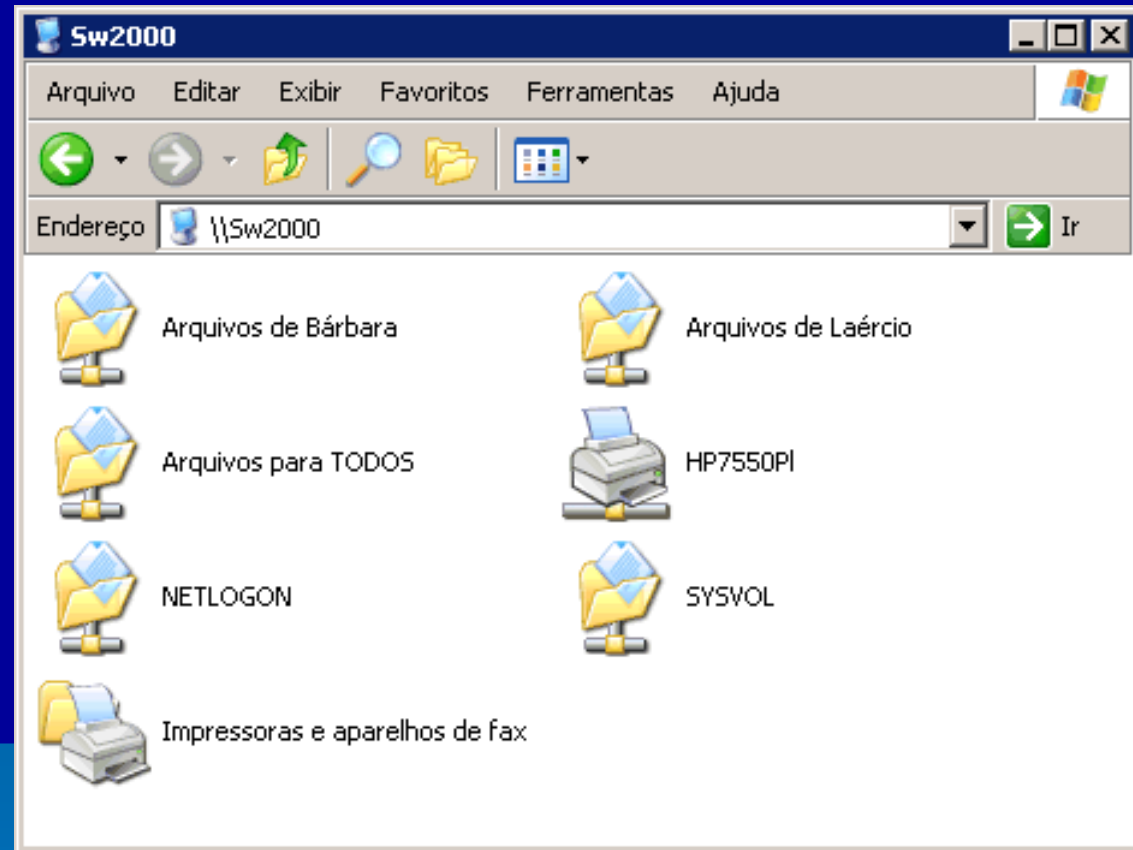 Sw2000
Arquivo Editar Exibir Favoritos Ferramentas Ajuda
Endereço \\Sw2000 Ir
Arquivos de Bárbara Arquivos de Laércio
Arquivos para TODOS HP7550Pl
NETLOGON SYSVOL
Impressoras e aparelhos de fax